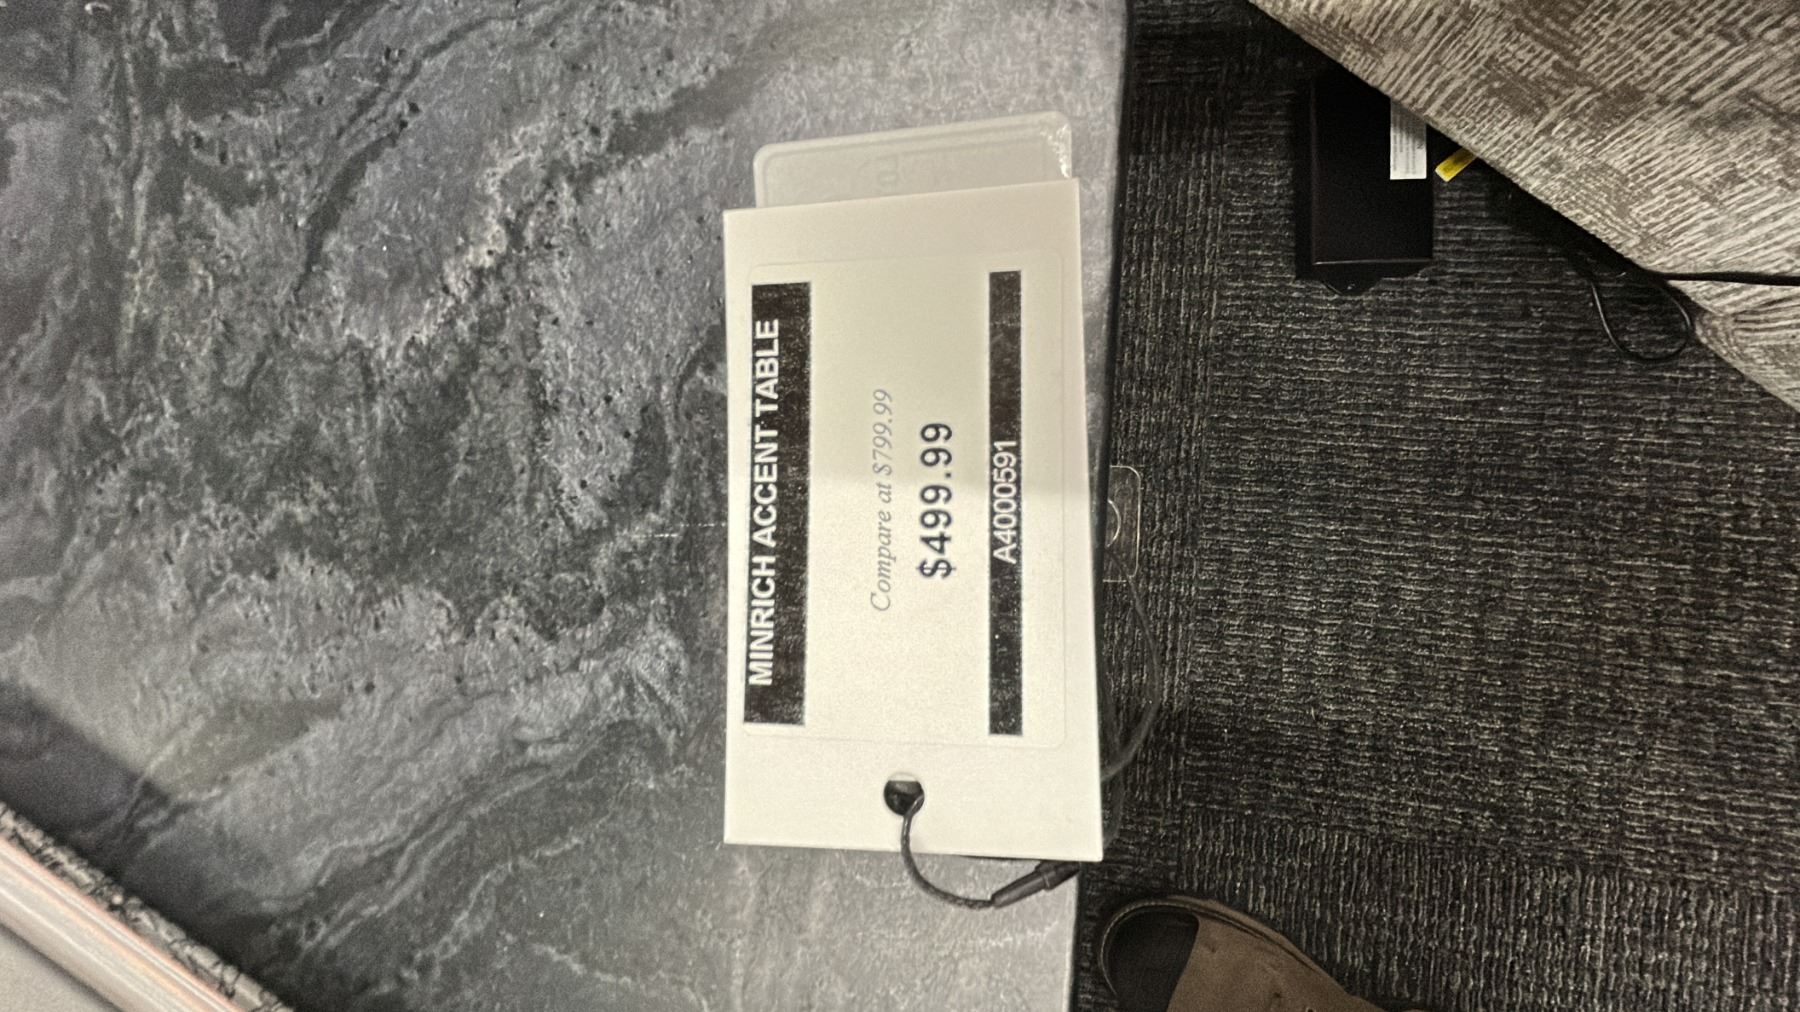 MINRICH ACCENT TABLE
Compare at $799.99
$499.99
A4000591